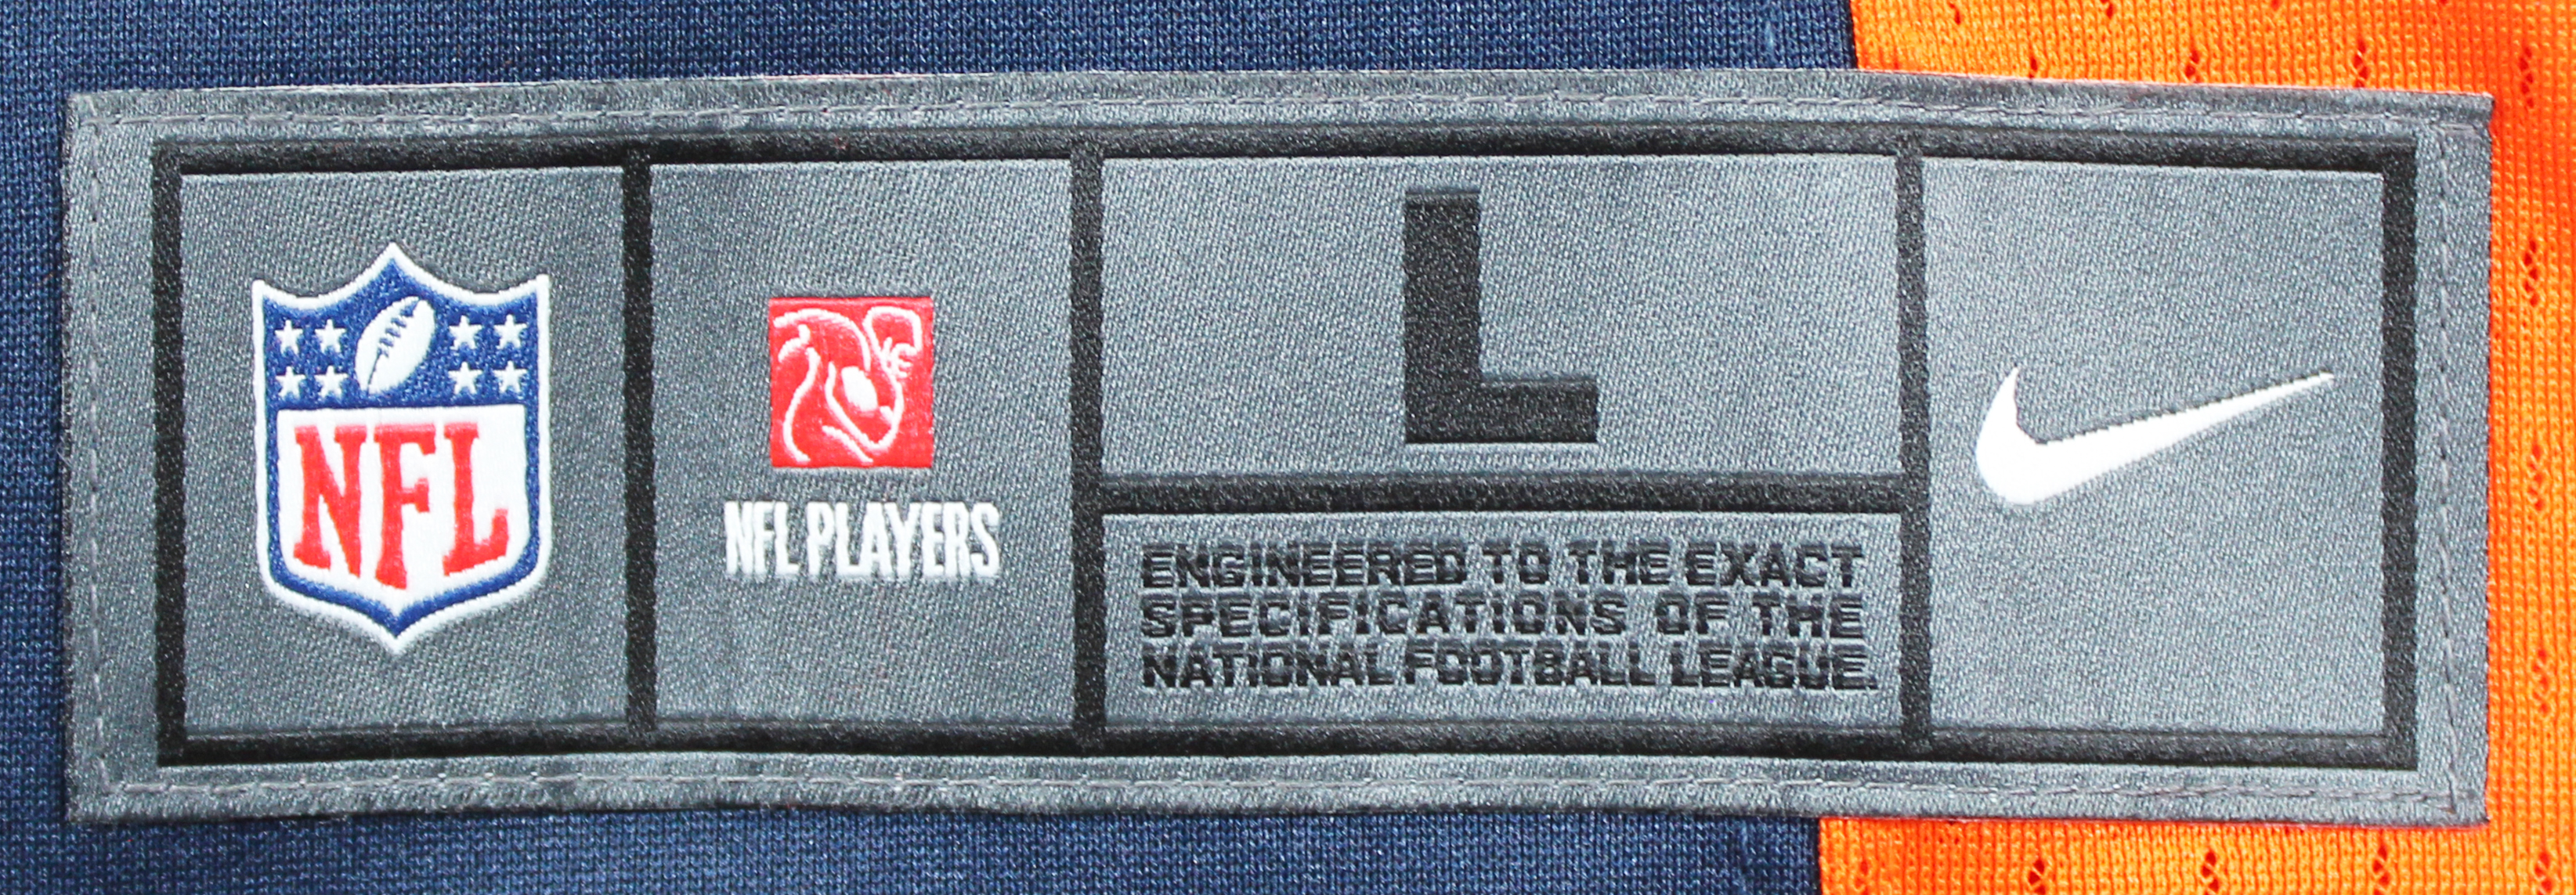 NFL
NFL PLAYERS
L
ENGINEERED TO THE EXACT
SPECIFICATIONS OF THE
NATIONAL FOOTBALL LEAGUE.